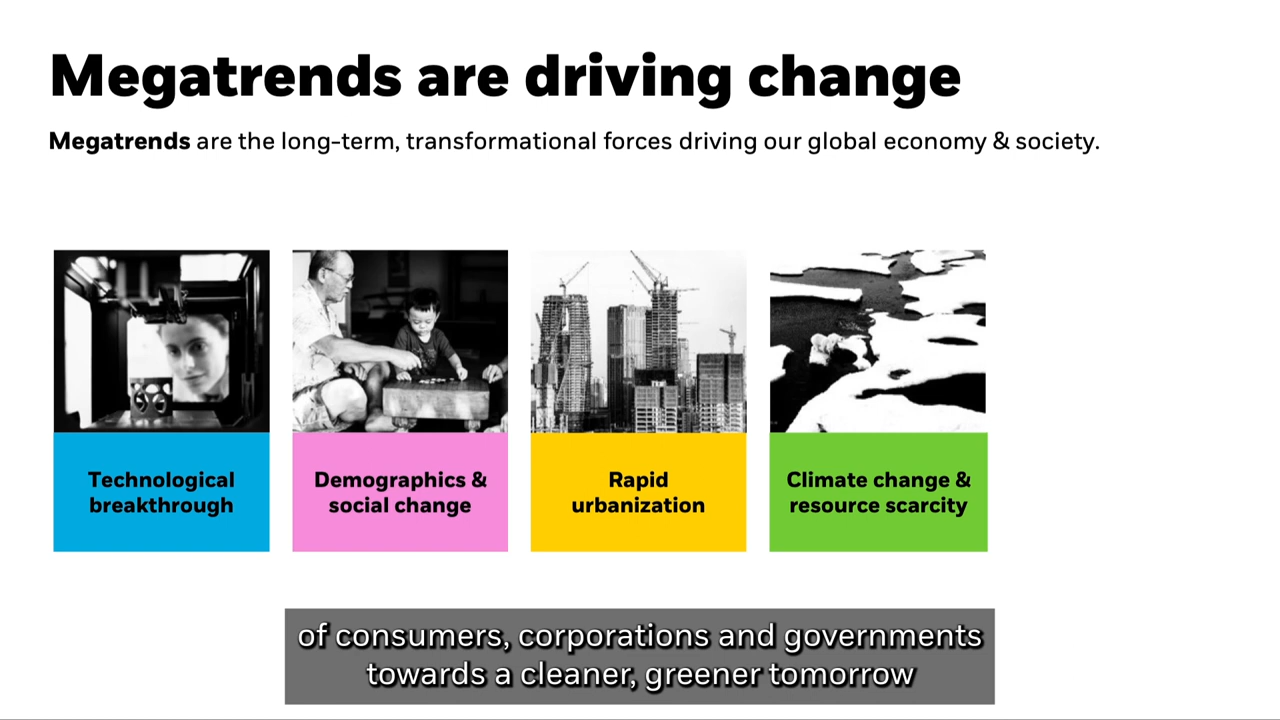 Megatrends are driving change
Megatrends are the long-term, transformational forces driving our global economy & society.
Technological
breakthrough
Demographics &
social change
Rapid
urbanization
Climate change &
resource scarcity
of consumers, corporations and governments
towards a cleaner, greener tomorrow